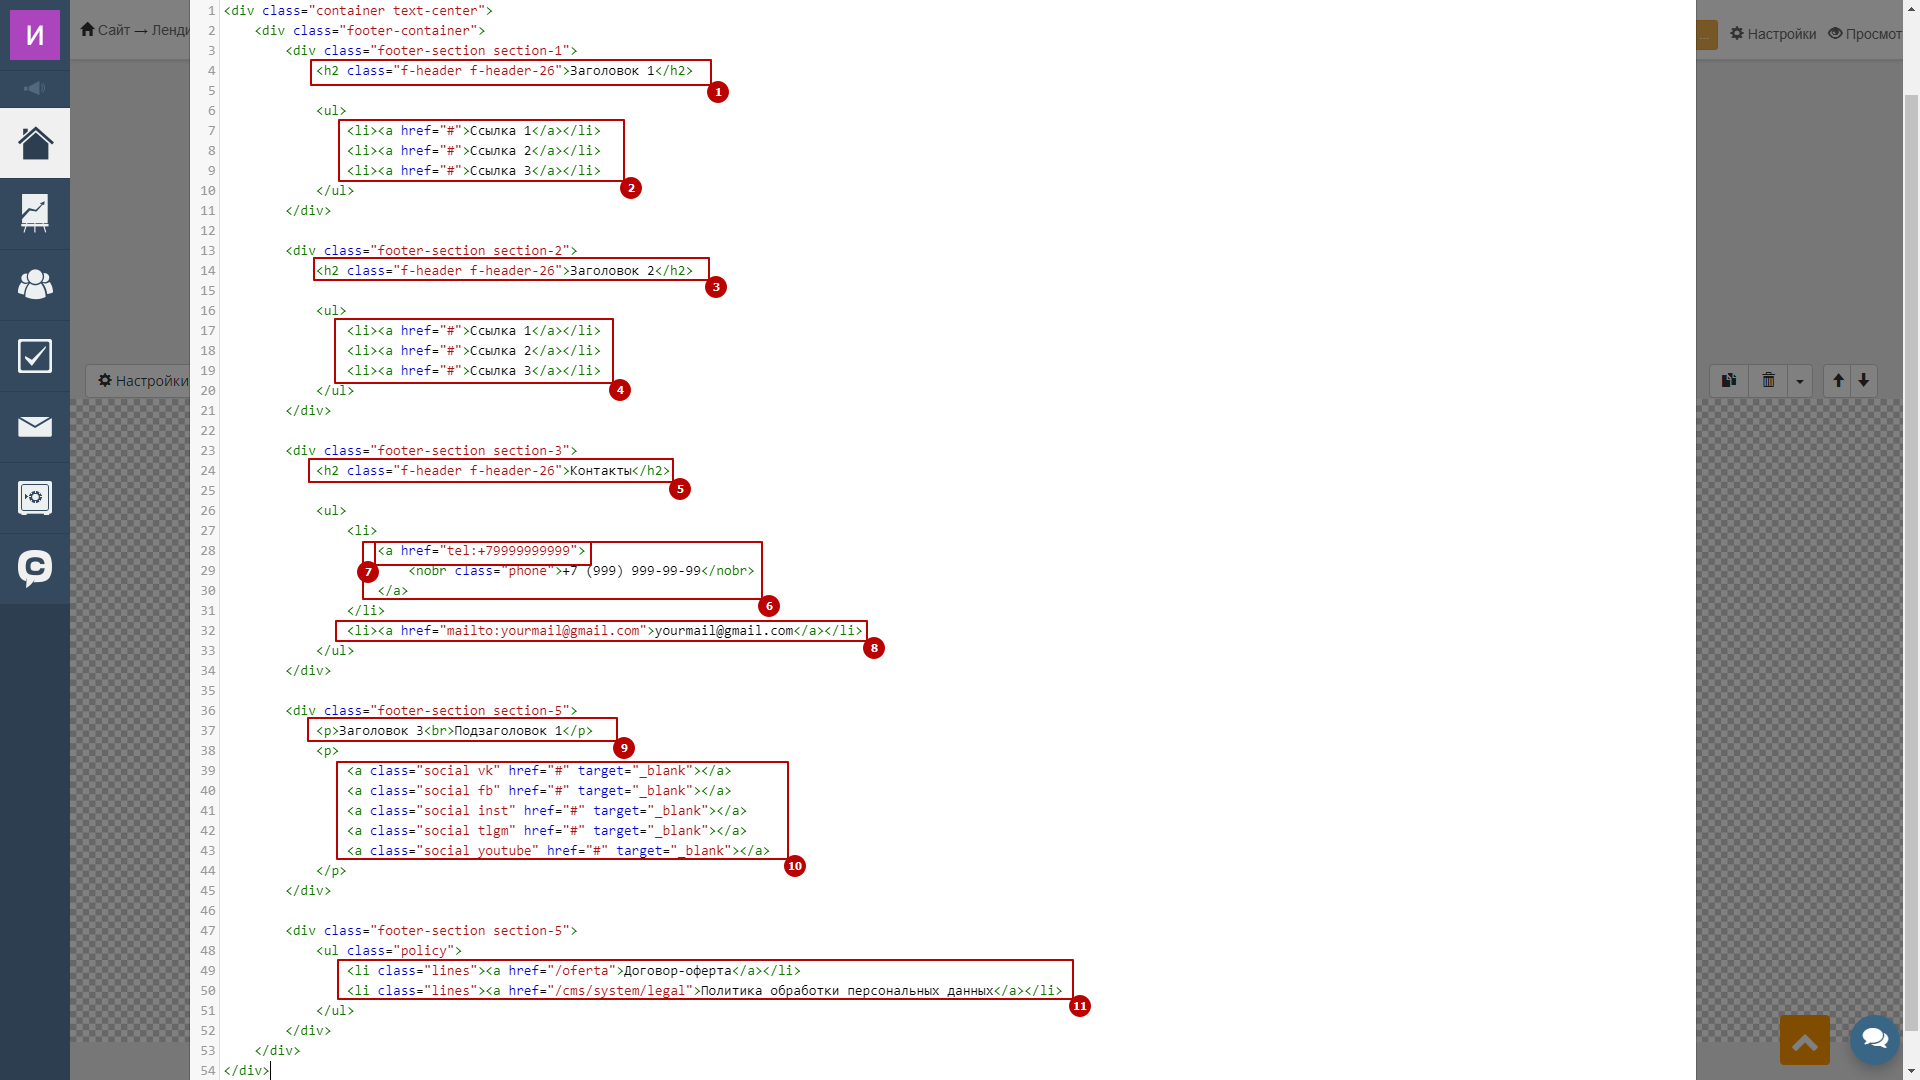 И
Сайт → Ленди
...
Настройки
Просмот
Настройки
1 <div class="container text-center">
2 <div class="footer-container">
3 <div class="footer-section section-1">
4 <h2 class="f-header f-header-26">Заголовок 1</h2>
1
5
6 <ul>
7 <li><a href="#">Ссылка 1</a></li>
8 <li><a href="#">Ссылка 2</a></li>
9 <li><a href="#">Ссылка 3</a></li>
2
10 </ul>
11 </div>
12
13 <div class="footer-section section-2">
14 <h2 class="f-header f-header-26">Заголовок 2</h2>
3
15
16 <ul>
17 <li><a href="#">Ссылка 1</a></li>
18 <li><a href="#">Ссылка 2</a></li>
19 <li><a href="#">Ссылка 3</a></li>
4
20 </ul>
21 </div>
22
23 <div class="footer-section section-3">
24 <h2 class="f-header f-header-26">Контакты</h2>
5
25
26 <ul>
27 <li>
28 <a href="tel:+79999999999">
7
29 <nobr class="phone">+7 (999) 999-99-99</nobr>
30 </a>
6
31 </li>
32 <li><a href="mailto:yourmail@gmail.com">yourmail@gmail.com</a></li>
8
33 </ul>
34 </div>
35
36 <div class="footer-section section-5">
37 <p>Заголовок 3<br>Подзаголовок 1</p>
9
38 <p>
39 <a class="social vk" href="#" target="_blank"></a>
40 <a class="social fb" href="#" target="_blank"></a>
41 <a class="social inst" href="#" target="_blank"></a>
42 <a class="social tlgm" href="#" target="_blank"></a>
43 <a class="social youtube" href="#" target="_blank"></a>
10
44 </p>
45 </div>
46
47 <div class="footer-section section-5">
48 <ul class="policy">
49 <li class="lines"><a href="/oferta">Договор-оферта</a></li>
50 <li class="lines"><a href="/cms/system/legal">Политика обработки персональных данных</a></li>
11
51 </ul>
52 </div>
53 </div>
54 </div>